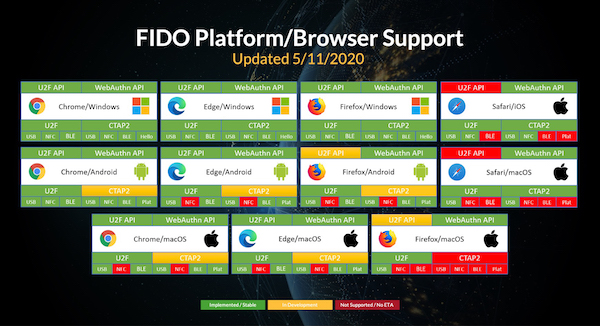 FIDO Platform/Browser Support
Updated 5/11/2020
U2F API WebAuthn API
Chrome/Windows
U2F CTAP2
USB NFC BLE USB NFC BLE Hello
U2F API WebAuthn API
Edge/Windows
U2F CTAP2
USB NFC BLE USB NFC BLE Hello
U2F API WebAuthn API
Firefox/Windows
U2F CTAP2
USB NFC BLE USB NFC BLE Hello
U2F API WebAuthn API
Safari/iOS
U2F CTAP2
USB NFC BLE USB NFC BLE Plat
U2F API WebAuthn API
Chrome/Android
U2F CTAP2
USB NFC BLE USB NFC BLE Plat
U2F API WebAuthn API
Edge/Android
U2F CTAP2
USB NFC BLE USB NFC BLE Plat
U2F API WebAuthn API
Firefox/Android
U2F CTAP2
USB NFC BLE USB NFC BLE Plat
U2F API WebAuthn API
Safari/macOS
U2F CTAP2
USB NFC BLE USB NFC BLE Plat
U2F API WebAuthn API
Chrome/macOS
U2F CTAP2
USB NFC BLE USB NFC BLE Plat
U2F API WebAuthn API
Edge/macOS
U2F CTAP2
USB NFC BLE USB NFC BLE Plat
U2F API WebAuthn API
Firefox/macOS
U2F CTAP2
USB NFC BLE USB NFC BLE Plat
Implemented / Stable In Development Not Supported / No ETA